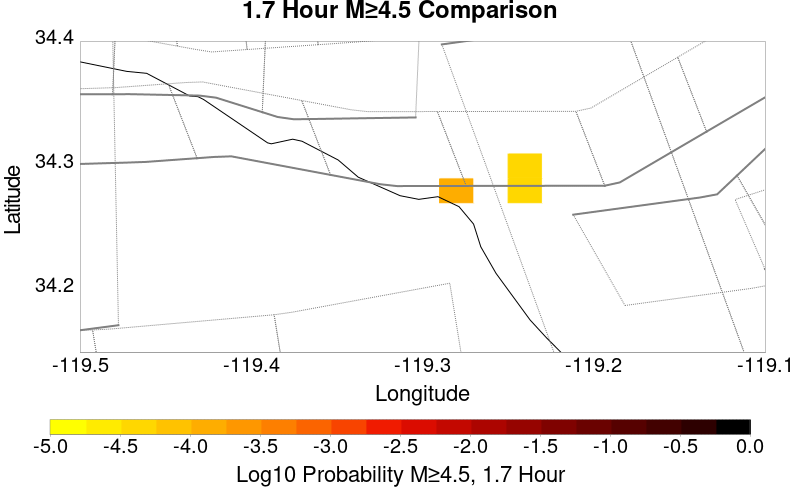 1.7 Hour M≥4.5 Comparison
34.4
34.3
34.2
Latitude
-119.5 -119.4 -119.3 -119.2 -119.1
Longitude
-5.0 -4.5 -4.0 -3.5 -3.0 -2.5 -2.0 -1.5 -1.0 -0.5 0.0
Log10 Probability M≥4.5, 1.7 Hour